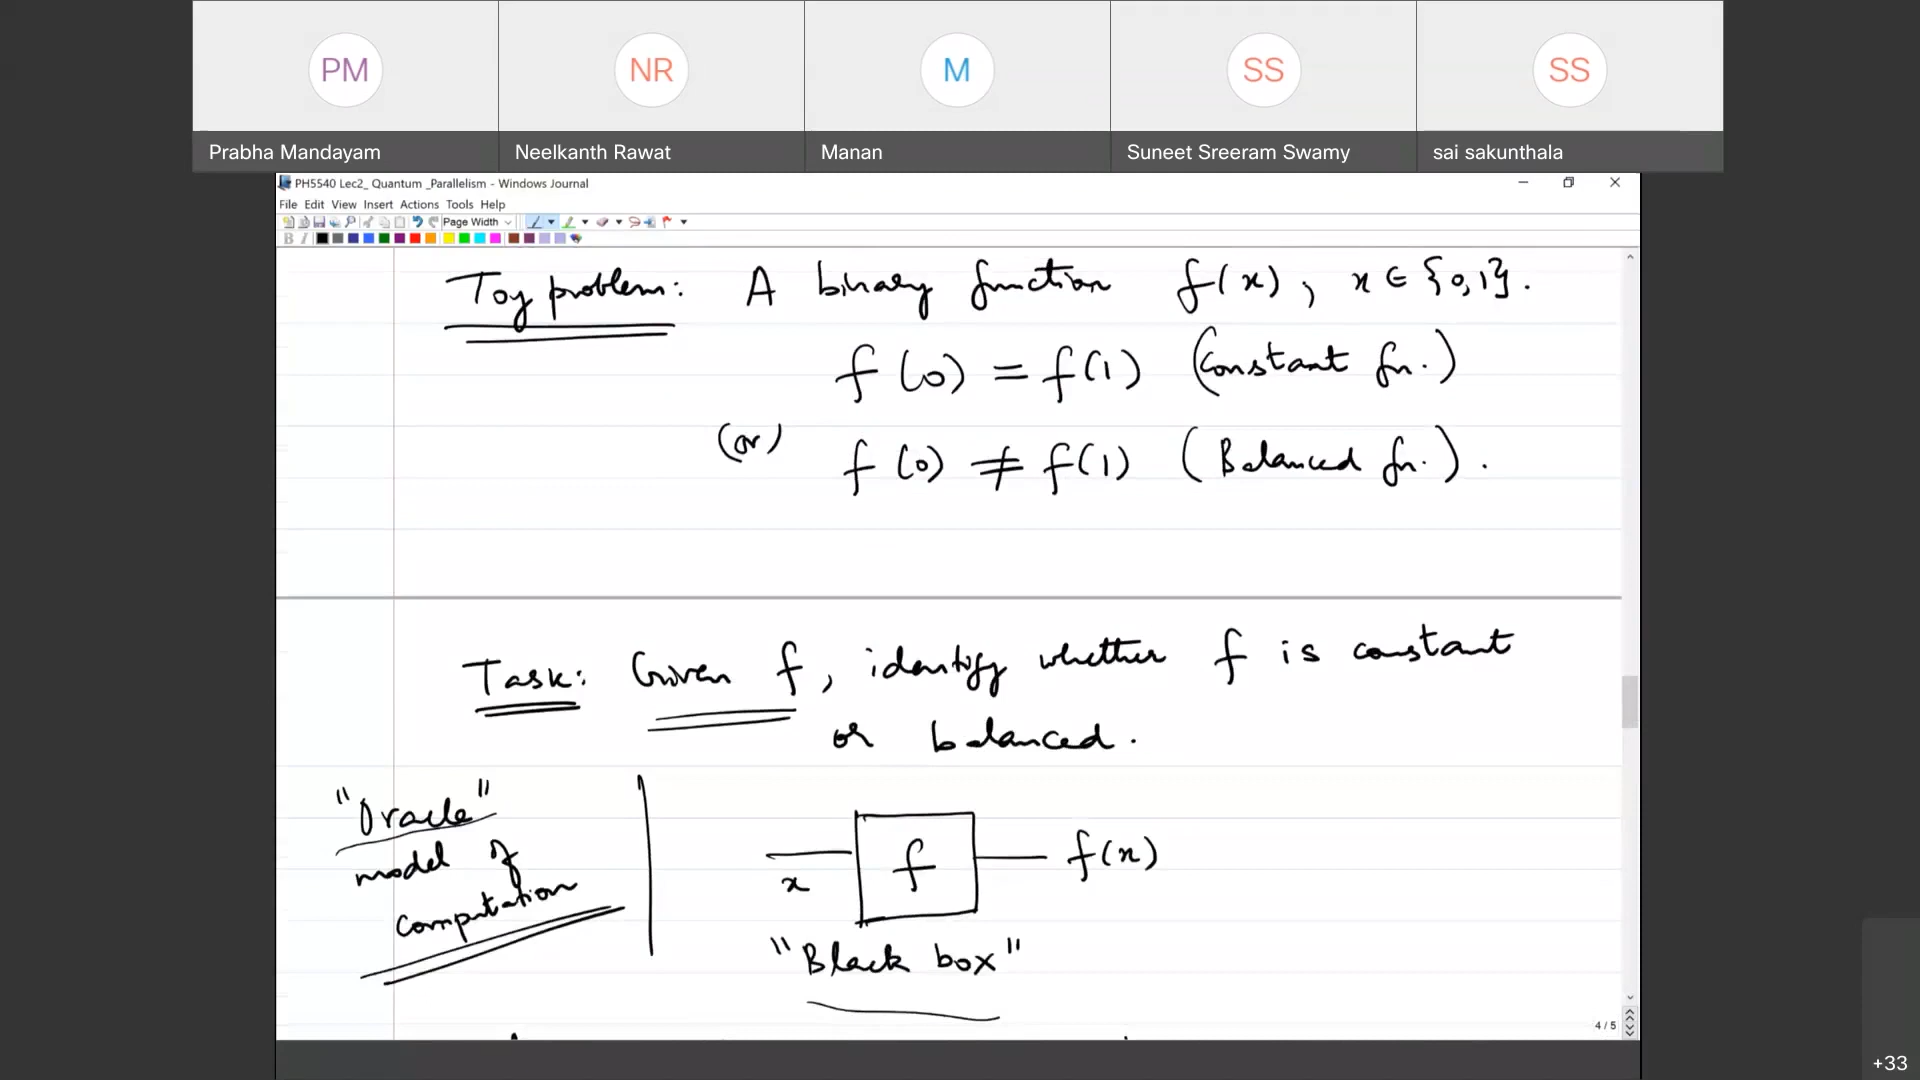 PM
NR
M
SS
SS
Prabha Mandayam
Neelkanth Rawat
Manan
Suneet Sreeram Swamy
sai sakunthala
PH5540 Lec2_ Quantum _Parallelism - Windows Journal
File Edit View Insert Actions Tools Help
Page Width
B I
Toy problem: A binary function f(x), x ∈ {0,1}.
f(0) = f(1) (Constant fn.)
(or) f(0) ≠ f(1) (Balanced fn.).
Task: Given f, identify whether f is constant
or balanced.
"Oracle"
model of
computation
x f f(x)
"Black box"
4 / 5
+33